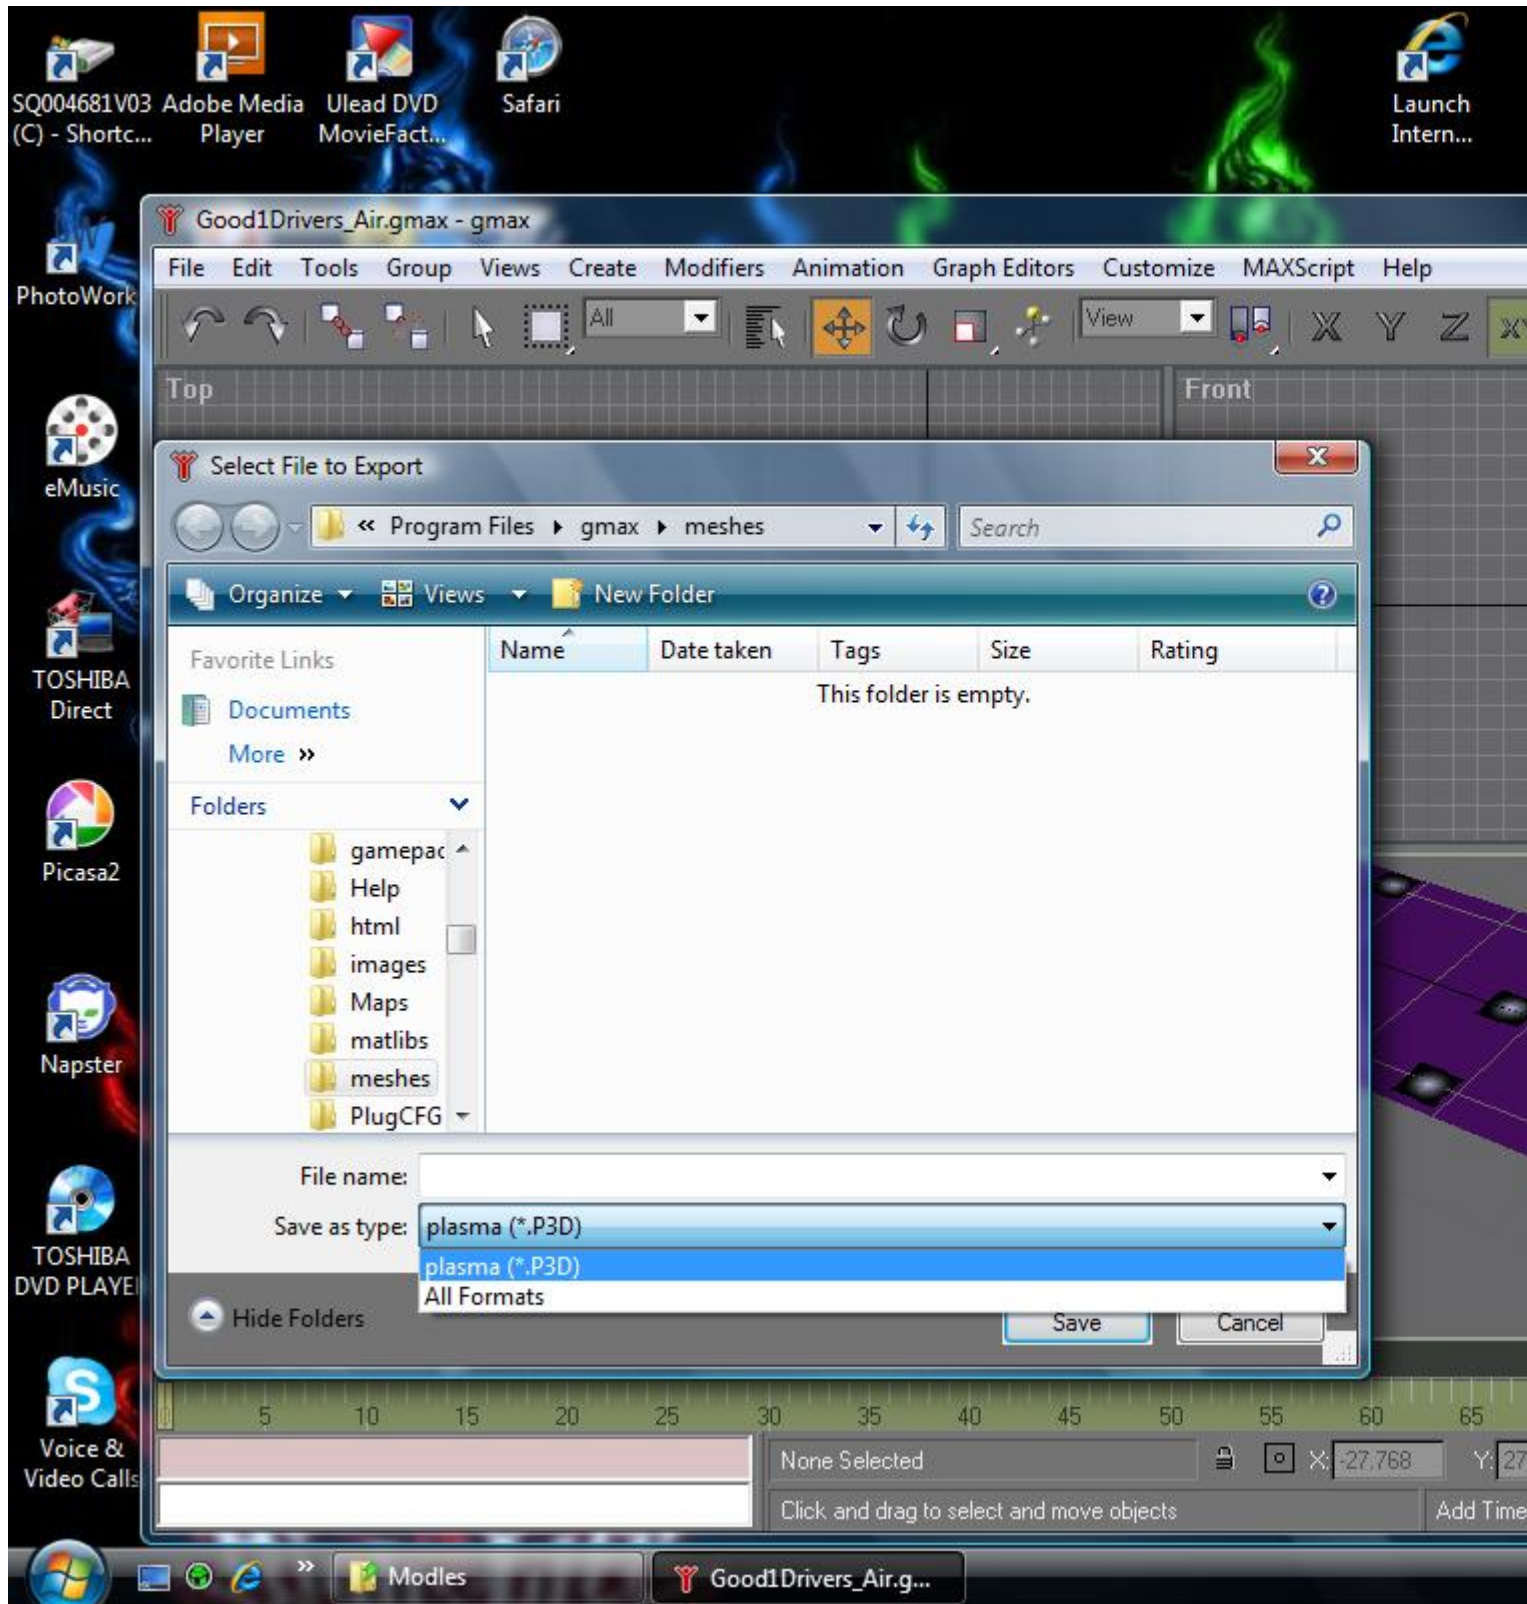 SQ004681V03
(C) - Shortc...
Adobe Media
Player
Ulead DVD
MovieFact...
Safari
Launch
Intern...
PhotoWork
eMusic
TOSHIBA
Direct
Picasa2
Napster
TOSHIBA
DVD PLAYE
Voice &
Video Calls
Good1Drivers_Air.gmax - gmax
File Edit Tools Group Views Create Modifiers Animation Graph Editors Customize MAXScript Help
All
View
X Y Z XY
Top
Front
Select File to Export
« Program Files gmax meshes
Search
Organize Views New Folder
Favorite Links
Documents
More »
Folders
gamepac
Help
html
images
Maps
matlibs
meshes
PlugCFG
Name Date taken Tags Size Rating
This folder is empty.
File name:
Save as type: plasma (*.P3D)
plasma (*.P3D)
All Formats
Hide Folders
Save Cancel
5 10 15 20 25 30 35 40 45 50 55 60 65
None Selected
X: -27.768 Y: 27
Click and drag to select and move objects
Add Time
» Modles Good1Drivers_Air.g...